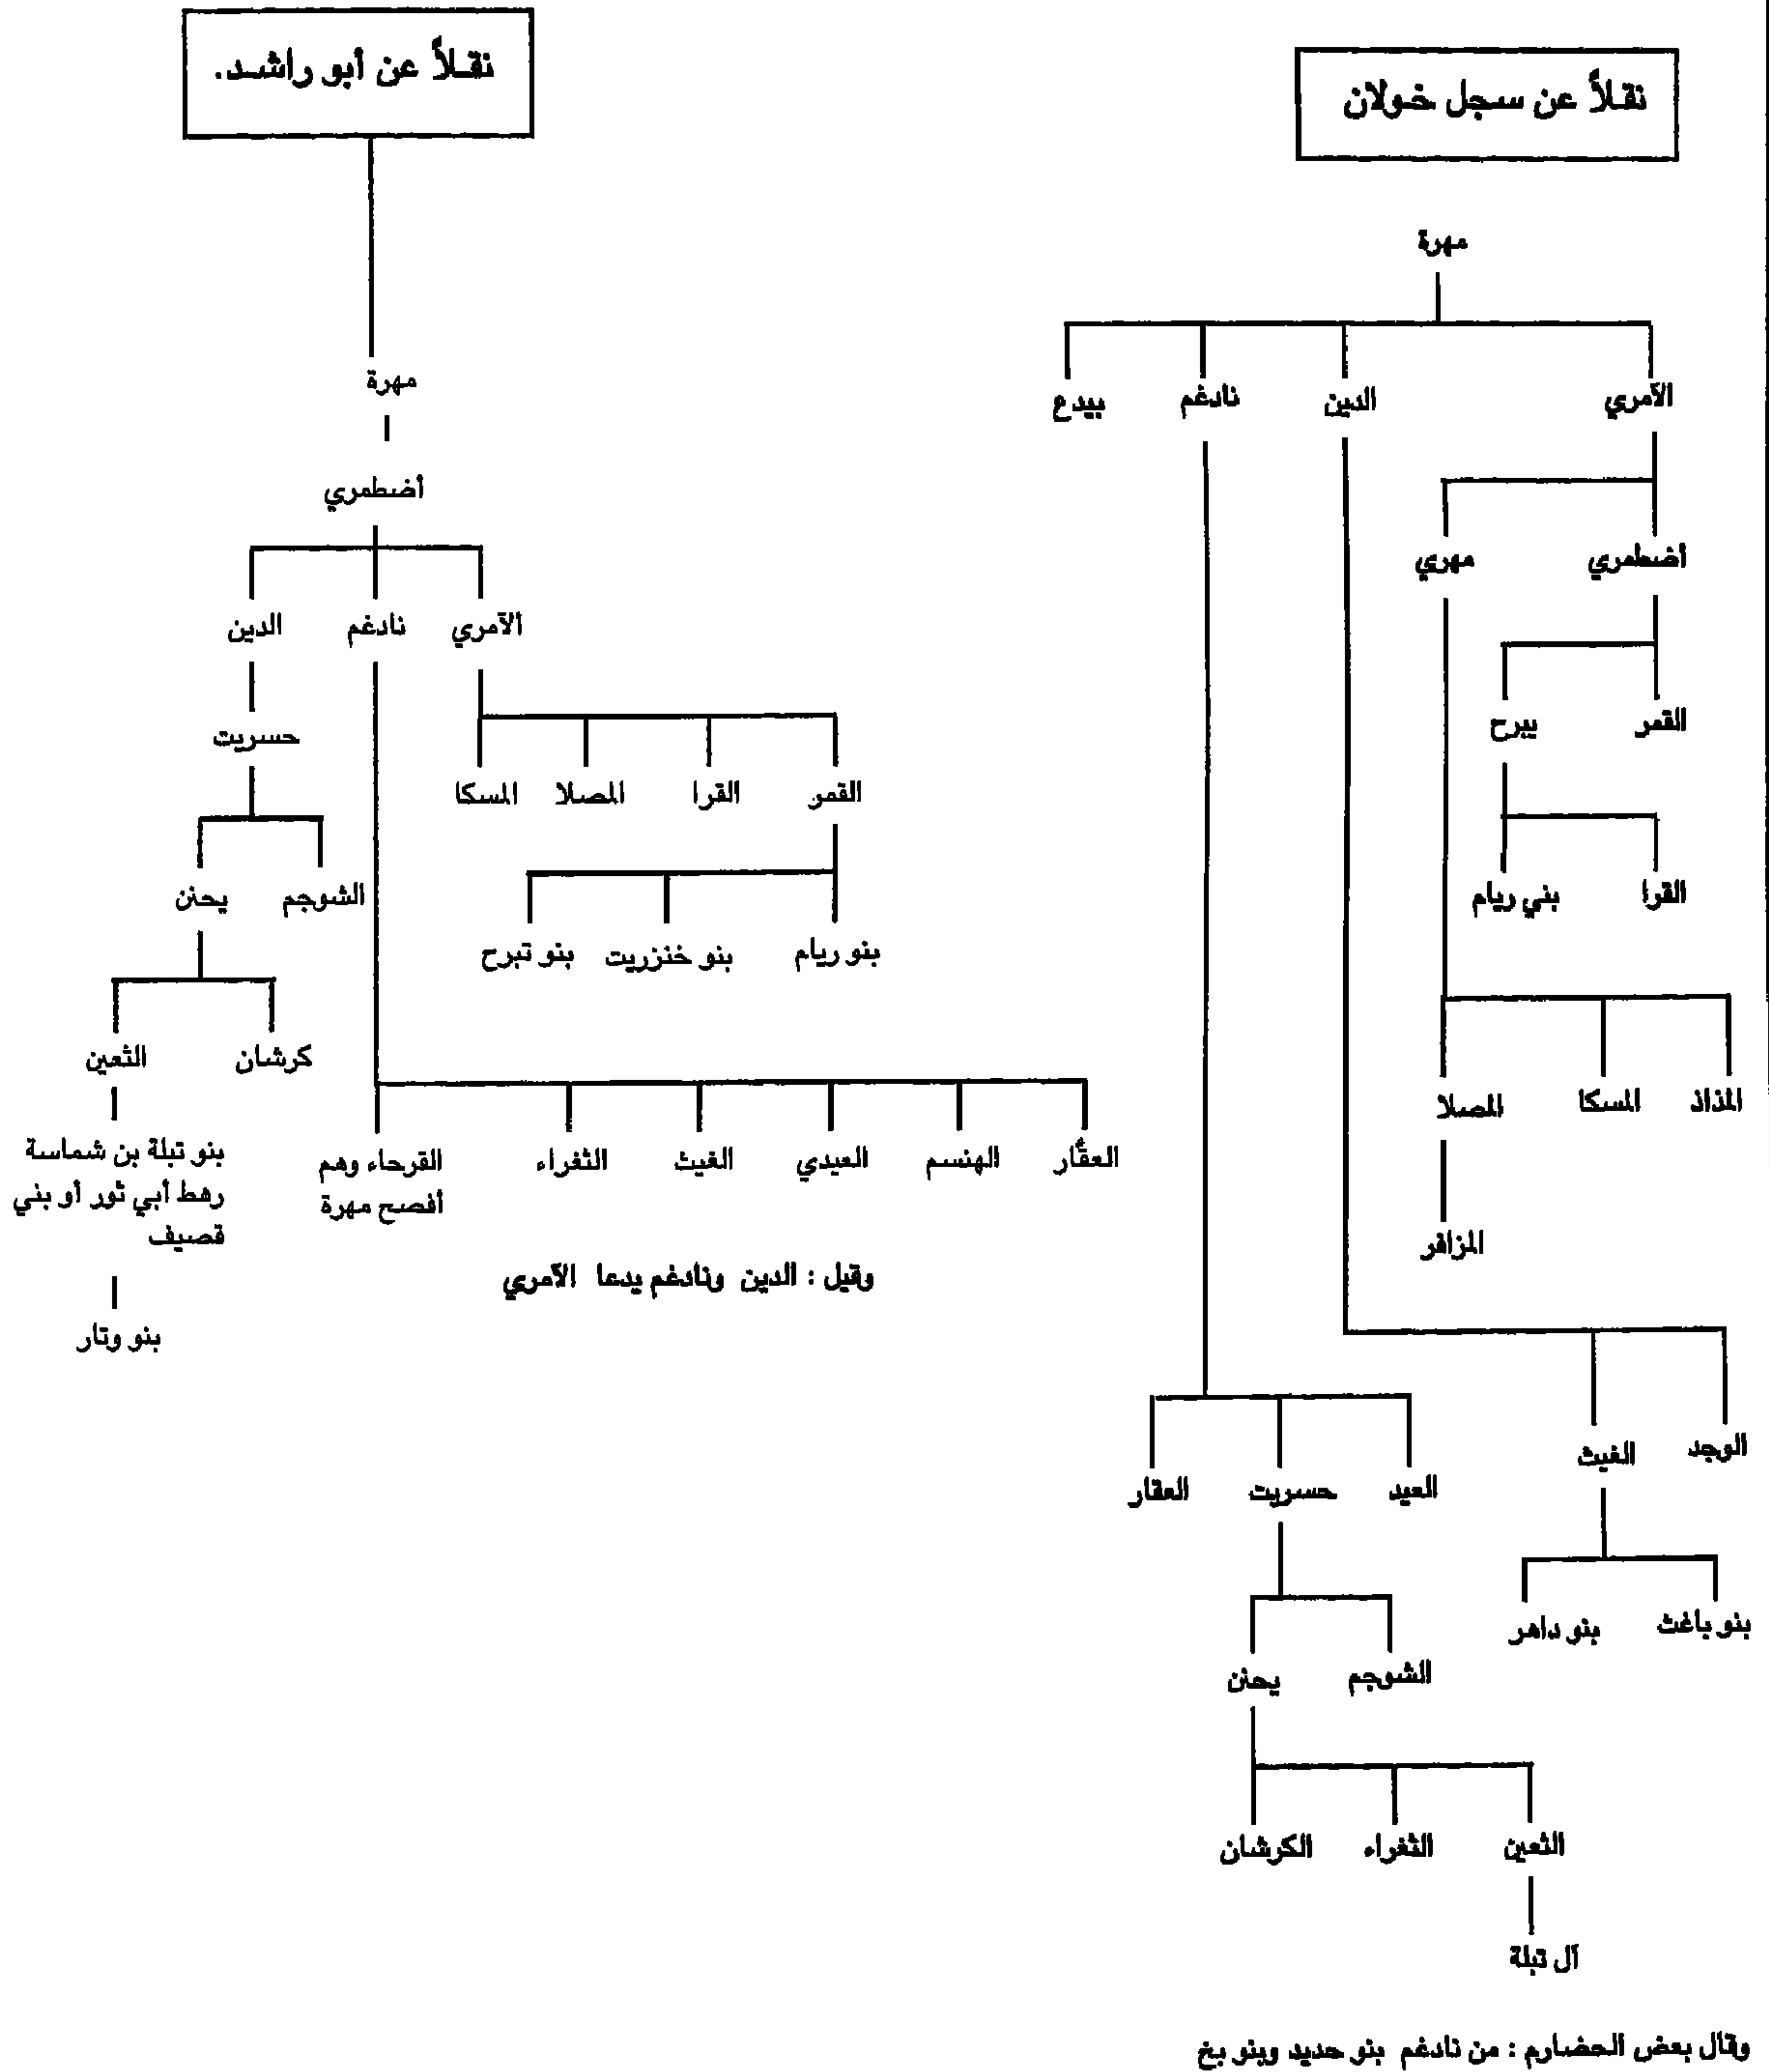 نقلاً عن سجل خولان
مهرة
الآمري الدين نادغم بيدع
أضطمري مهري
القمر بيرح
القرا بني ريام
المذاذ المسكا المصلا
المزافر
الوجد الغيث
العيد حسريت العقار
بنو باغث بنو داهر
الشوجم يحنن
الثعين الثغراء الكرشان
آل تبلة
وقال بعض الحضارم : من نادغم بنو حديد وبنو بخ
نقلاً عن أبو راشد.
مهرة
أضطمري
الآمري نادغم الدين
حسريت
القمر القرا المصلا المسكا
الشوجم يحنن
بنو ريام بنو خنزريت بنو تبرح
كرشان الثعين
العقّار الهنسم العيدي الغيث الثغراء القرحاء وهم
أفصح مهرة
بنو تبلة بن شماسة
رهط أبي ثور أو بني
قصيف
بنو وتار
وقيل : الدين ونادغم يدعا الآمري